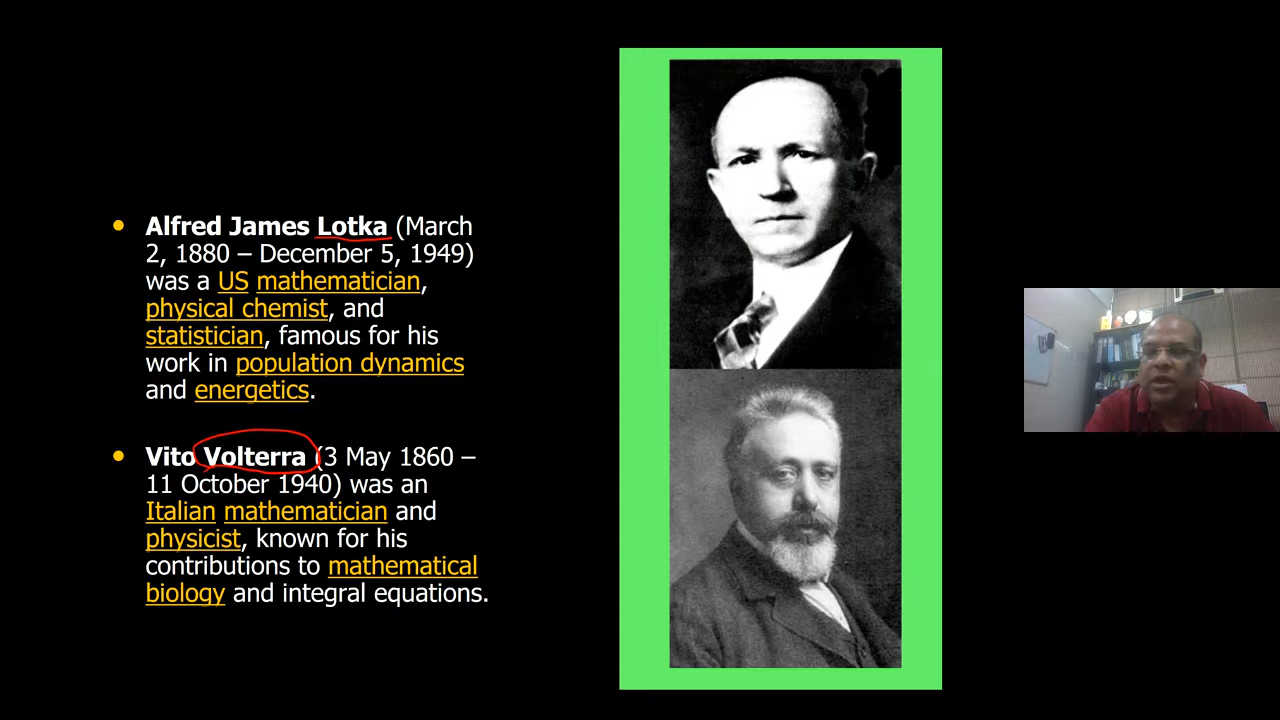 Alfred James Lotka (March
2, 1880 – December 5, 1949)
was a US mathematician,
physical chemist, and
statistician, famous for his
work in population dynamics
and energetics.
Vito Volterra (3 May 1860 –
11 October 1940) was an
Italian mathematician and
physicist, known for his
contributions to mathematical
biology and integral equations.